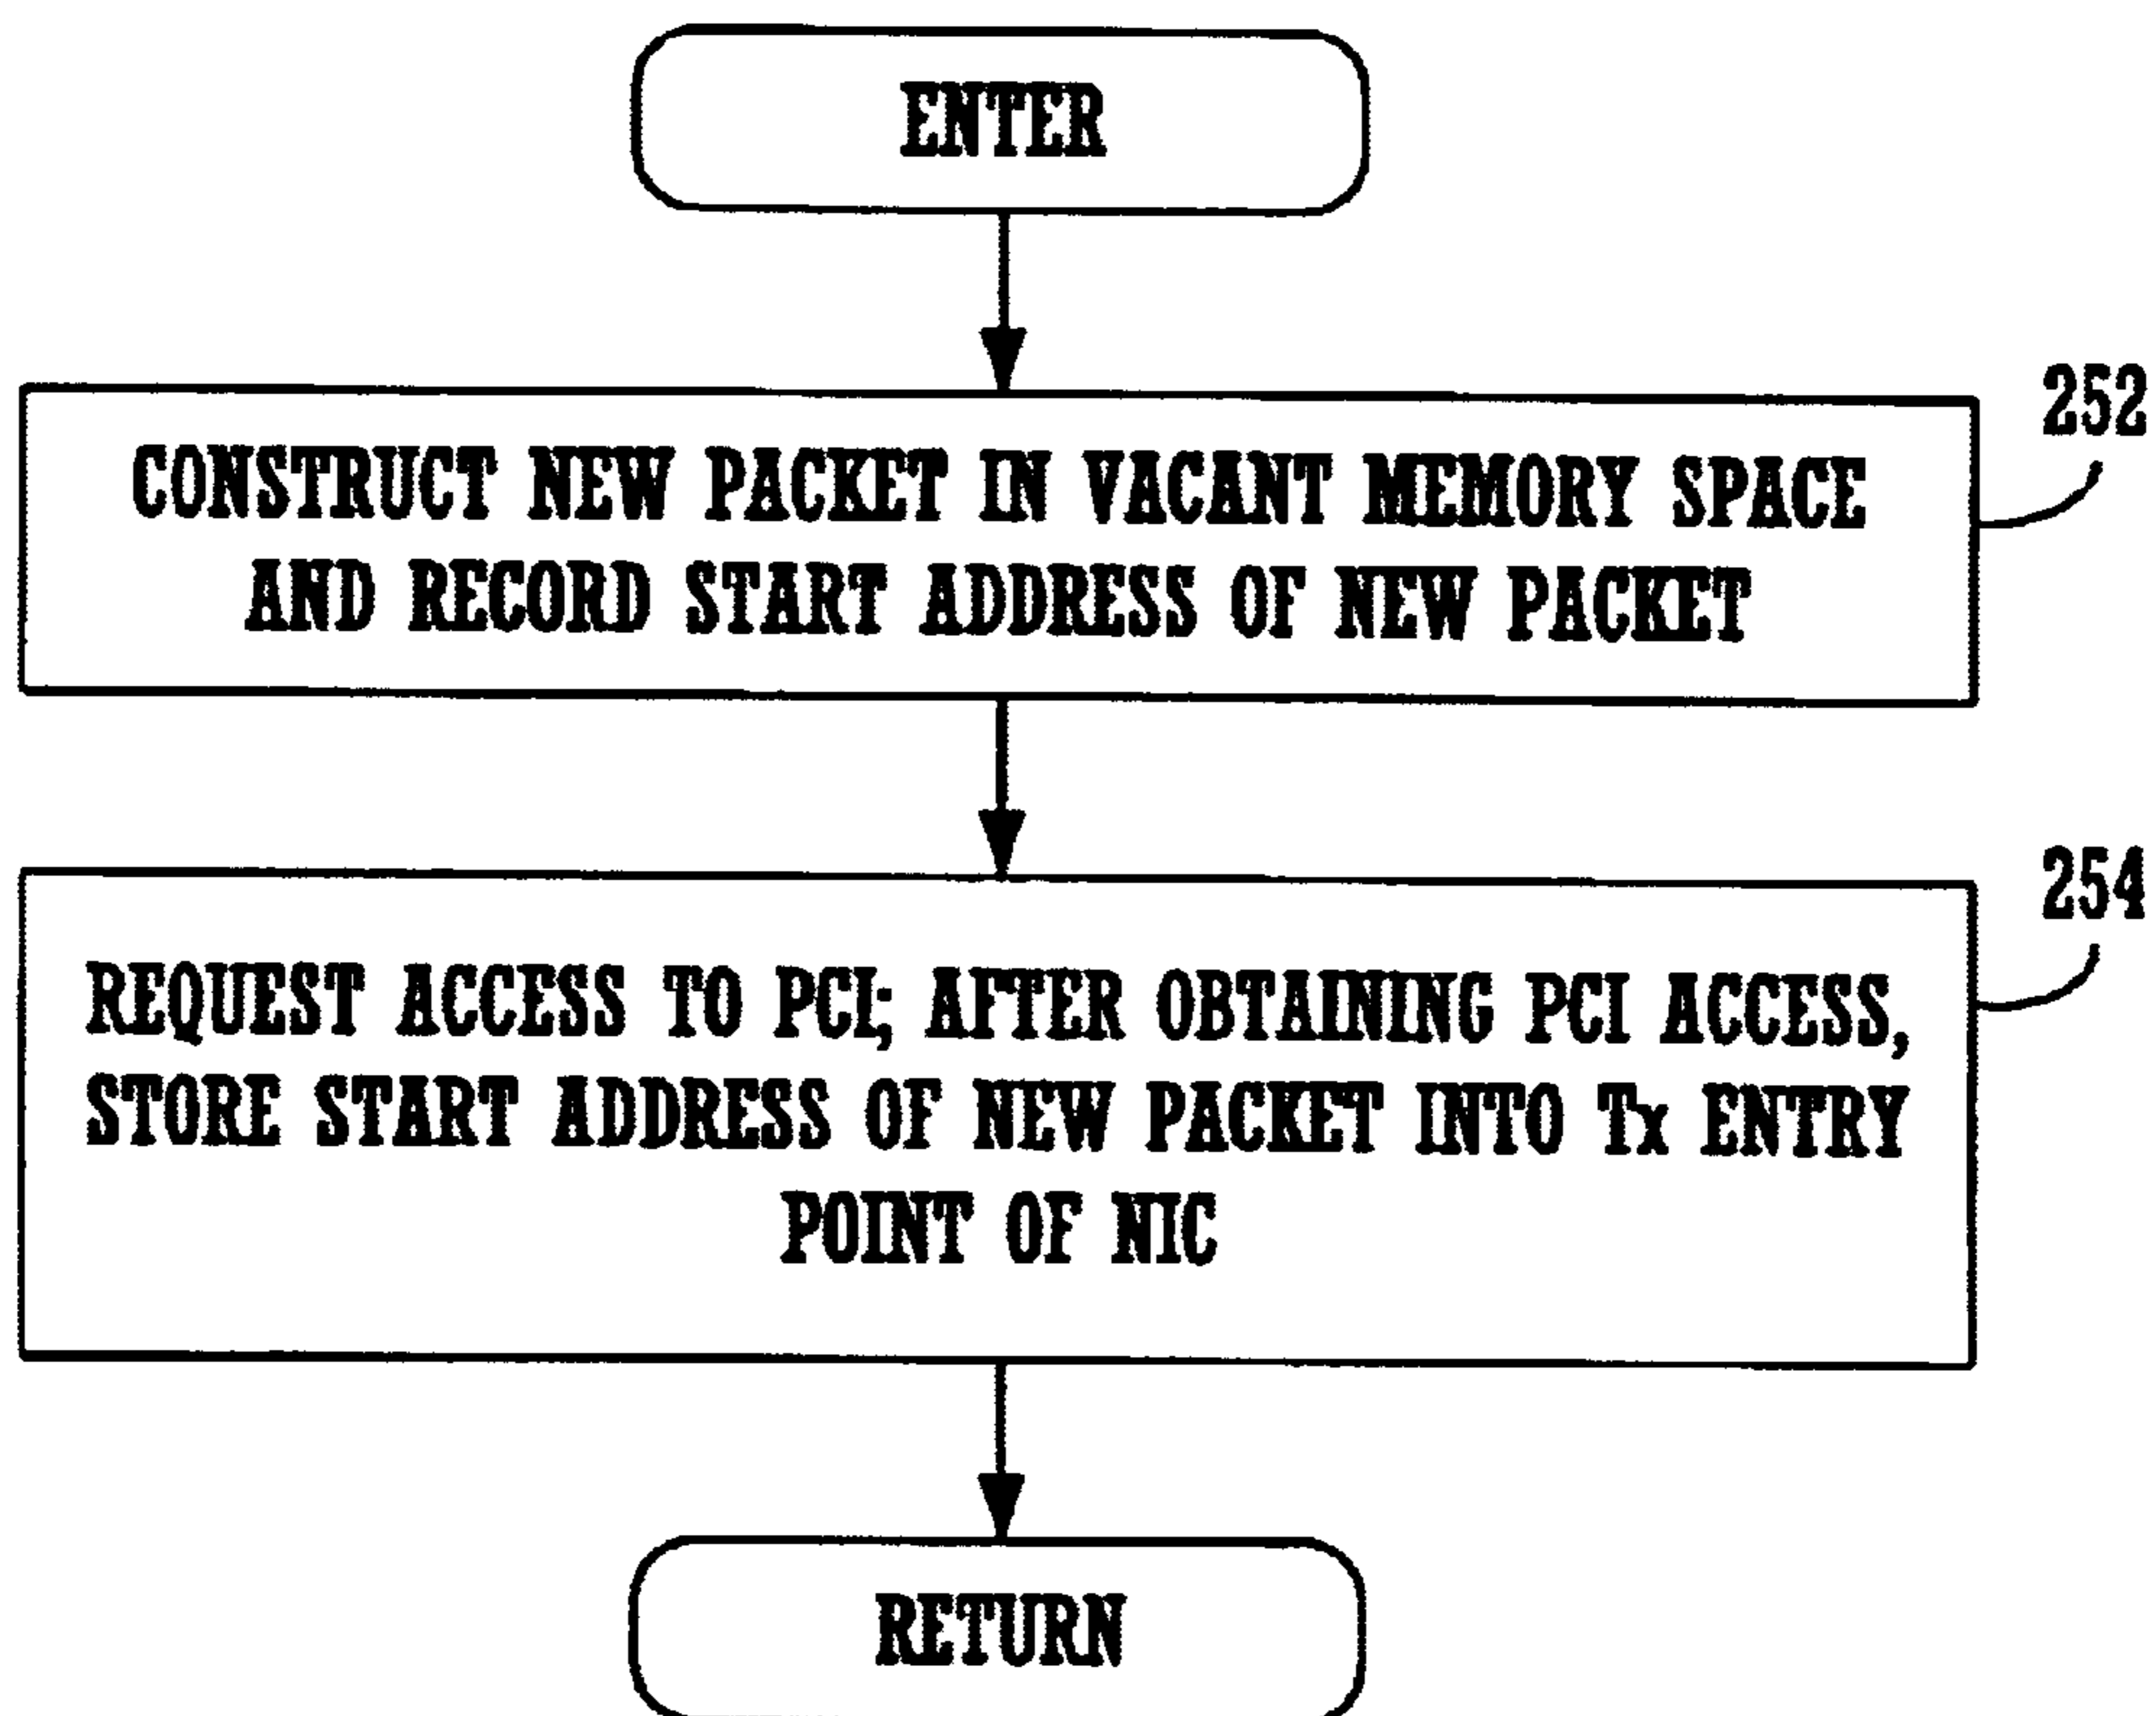 ENTER
252
CONSTRUCT NEW PACKET IN VACANT MEMORY SPACE
AND RECORD START ADDRESS OF NEW PACKET
254
REQUEST ACCESS TO PCI; AFTER OBTAINING PCI ACCESS,
STORE START ADDRESS OF NEW PACKET INTO Tx ENTRY
POINT OF NIC
RETURN